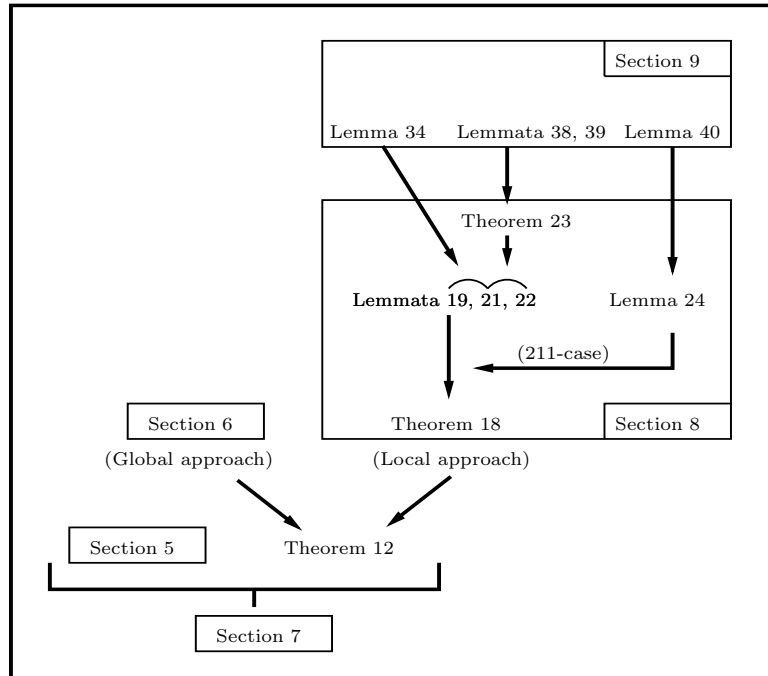 Section 9
Lemma 34
Lemmata 38, 39
Lemma 40
Theorem 23
Lemmata 19, 21, 22
Lemma 24
(211-case)
Section 6
Theorem 18
Section 8
(Global approach)
(Local approach)
Section 5
Theorem 12
Section 7